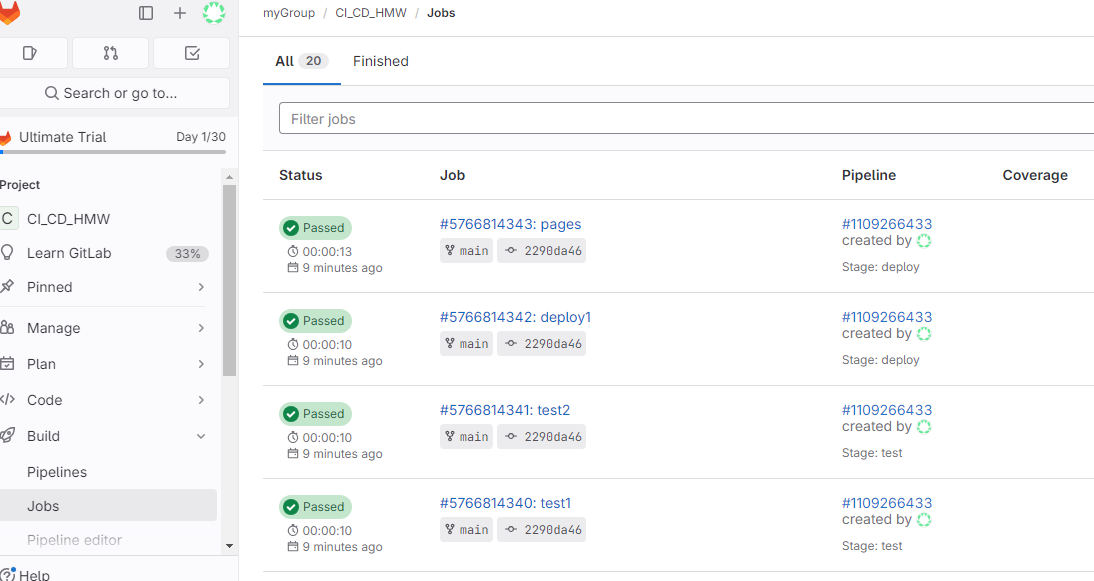 myGroup / CI_CD_HMW / Jobs
All 20 Finished
Search or go to...
Filter jobs
Ultimate Trial Day 1/30
Project
C CI_CD_HMW
Learn GitLab 33%
Pinned
Manage
Plan
Code
Build
Pipelines
Jobs
Pipeline editor
Help
Status Job Pipeline Coverage
Passed #5766814343: pages #1109266433
main 2290da46 created by
00:00:13
9 minutes ago Stage: deploy
Passed #5766814342: deploy1 #1109266433
main 2290da46 created by
00:00:10
9 minutes ago Stage: deploy
Passed #5766814341: test2 #1109266433
main 2290da46 created by
00:00:10
9 minutes ago Stage: test
Passed #5766814340: test1 #1109266433
main 2290da46 created by
00:00:10
9 minutes ago Stage: test